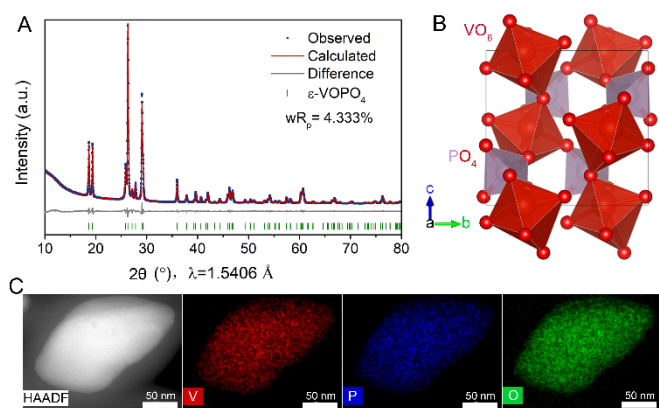 A
Observed
Calculated
Difference
ε-VOPO₄
wRₚ= 4.333%
Intensity (a.u.)
10 20 30 40 50 60 70 80
2θ (°), λ=1.5406 Å
B
VO₆
PO₄
c
a
b
C
HAADF
50 nm
V
50 nm
P
50 nm
O
50 nm